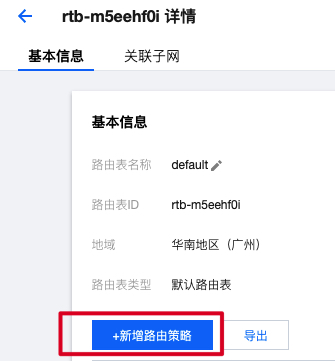 rtb-m5eehf0i 详情
基本信息 关联子网
基本信息
路由表名称 default
路由表ID rtb-m5eehf0i
地域 华南地区（广州）
路由表类型 默认路由表
+新增路由策略 导出